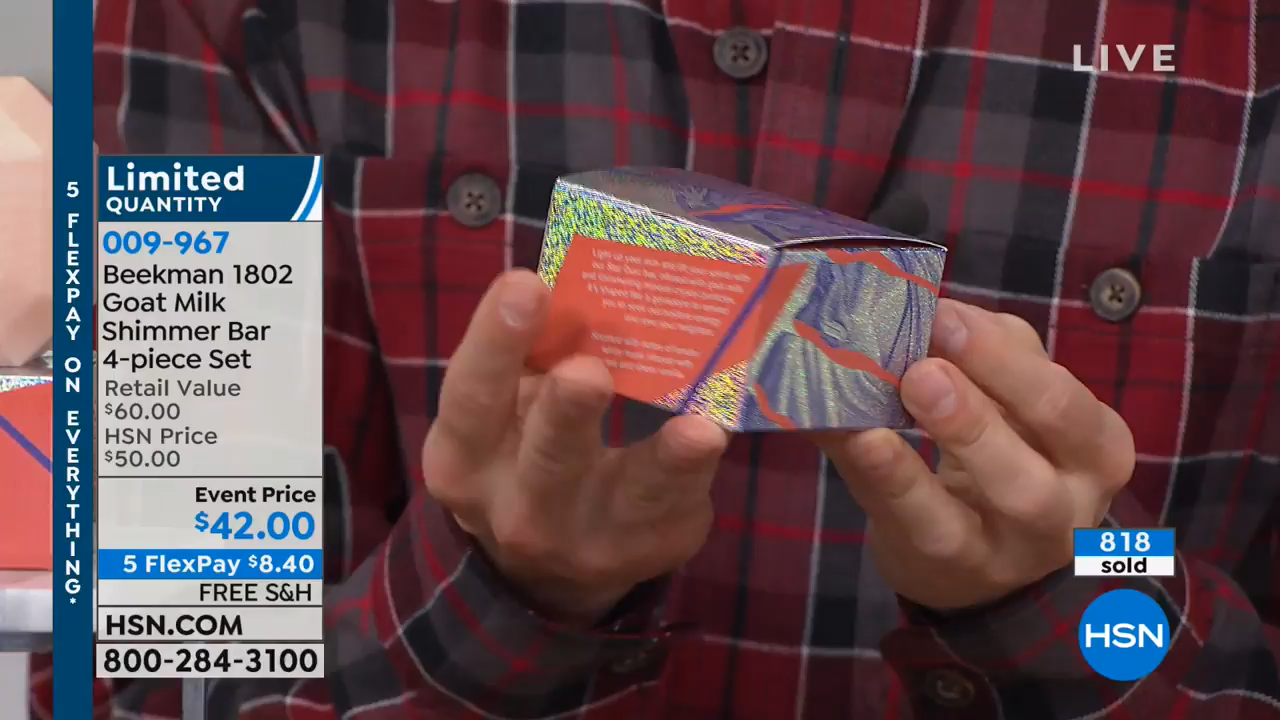 LIVE
5 FLEXPAY ON EVERYTHING*
Limited
QUANTITY
009-967
Beekman 1802
Goat Milk
Shimmer Bar
4-piece Set
Retail Value
$60.00
HSN Price
$50.00
Event Price
$42.00
5 FlexPay $8.40
FREE S&H
HSN.COM
800-284-3100
818
sold
HSN